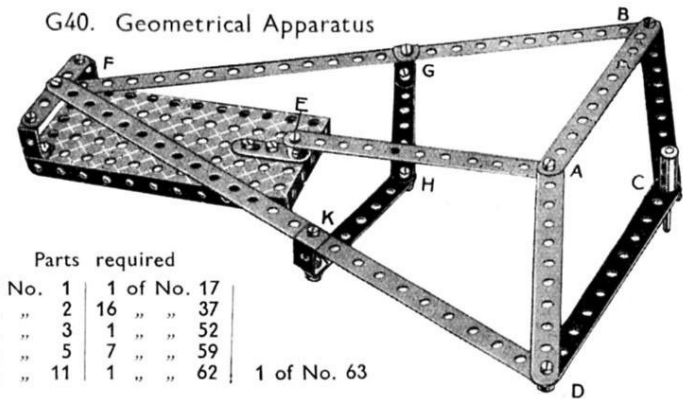 G40. Geometrical Apparatus
B
F
G
E
A
H
C
K
D
Parts required
No. 1 1 of No. 17
„ 2 16 „ „ 37
„ 3 1 „ „ 52
„ 5 7 „ „ 59
„ 11 1 „ „ 62 1 of No. 63